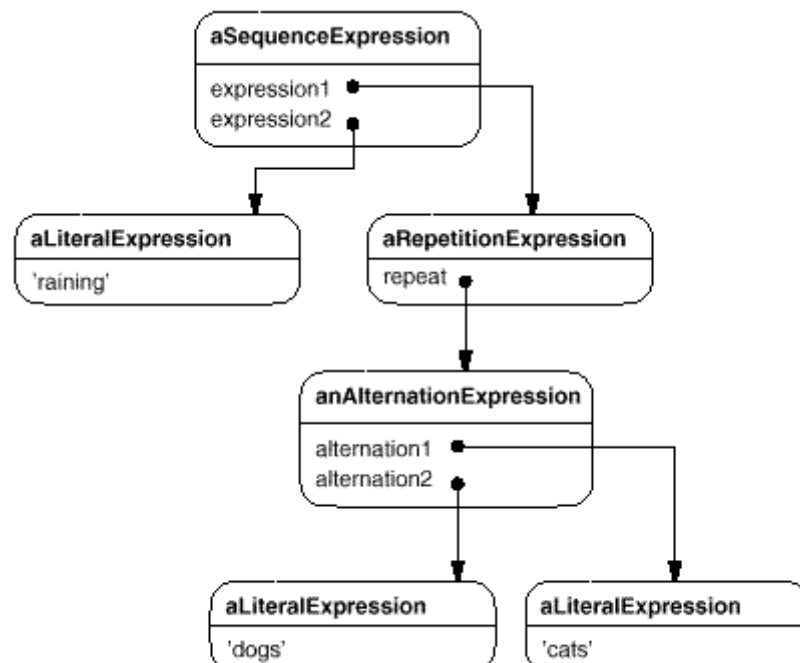 aSequenceExpression
expression1
expression2
aLiteralExpression
'raining'
aRepetitionExpression
repeat
anAlternationExpression
alternation1
alternation2
aLiteralExpression
'dogs'
aLiteralExpression
'cats'